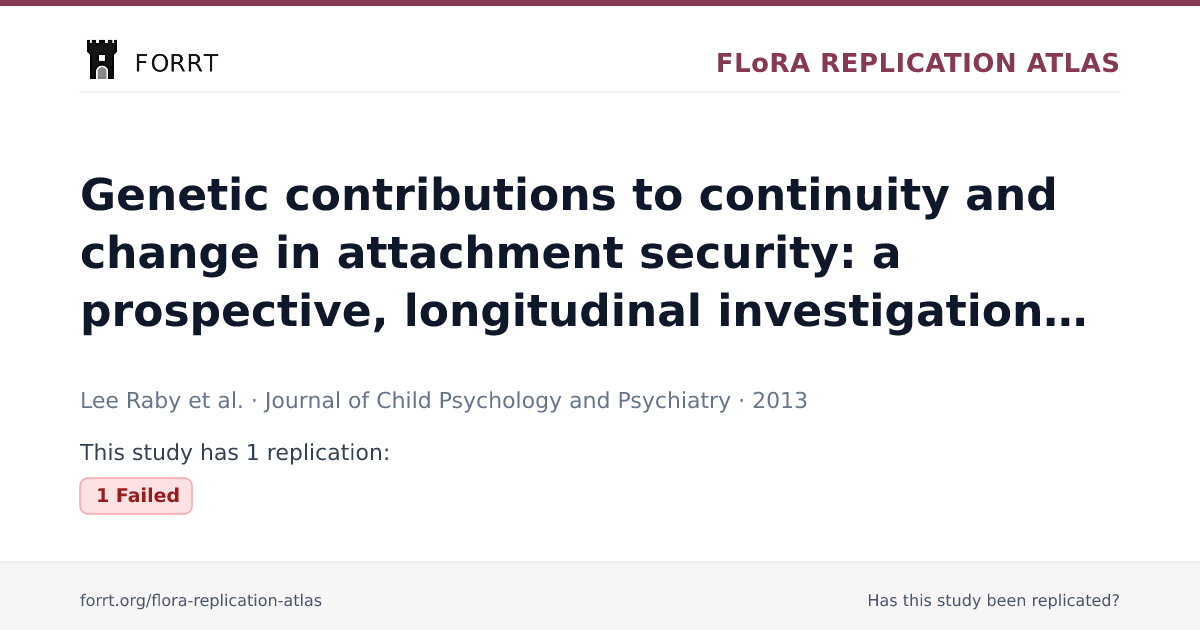 FORRT
FLoRA REPLICATION ATLAS
Genetic contributions to continuity and
change in attachment security: a
prospective, longitudinal investigation…
Lee Raby et al. · Journal of Child Psychology and Psychiatry · 2013
This study has 1 replication:
1 Failed
forrt.org/flora-replication-atlas
Has this study been replicated?